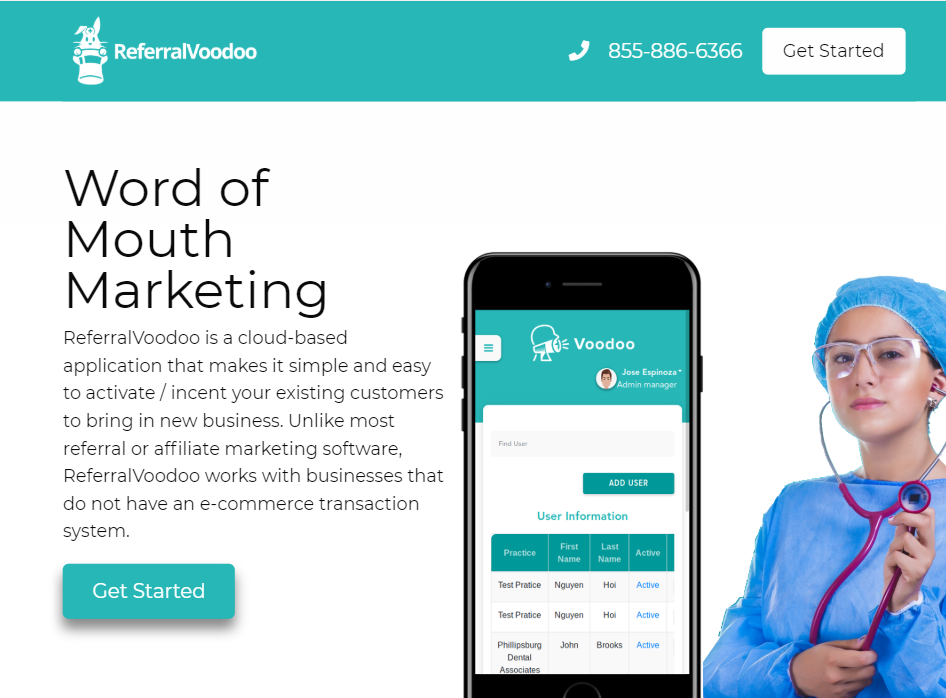 ReferralVoodoo
855-886-6366
Get Started
Word of
Mouth
Marketing
ReferralVoodoo is a cloud-based
application that makes it simple and easy
to activate / incent your existing customers
to bring in new business. Unlike most
referral or affiliate marketing software,
ReferralVoodoo works with businesses that
do not have an e-commerce transaction
system.
Get Started
Voodoo
Jose Espinoza
Admin manager
Find User
ADD USER
User Information
Practice First Name Last Name Active
Test Pratice Nguyen Hoi Active
Test Pratice Nguyen Hoi Active
Phillipsburg Dental Associates John Brooks Active